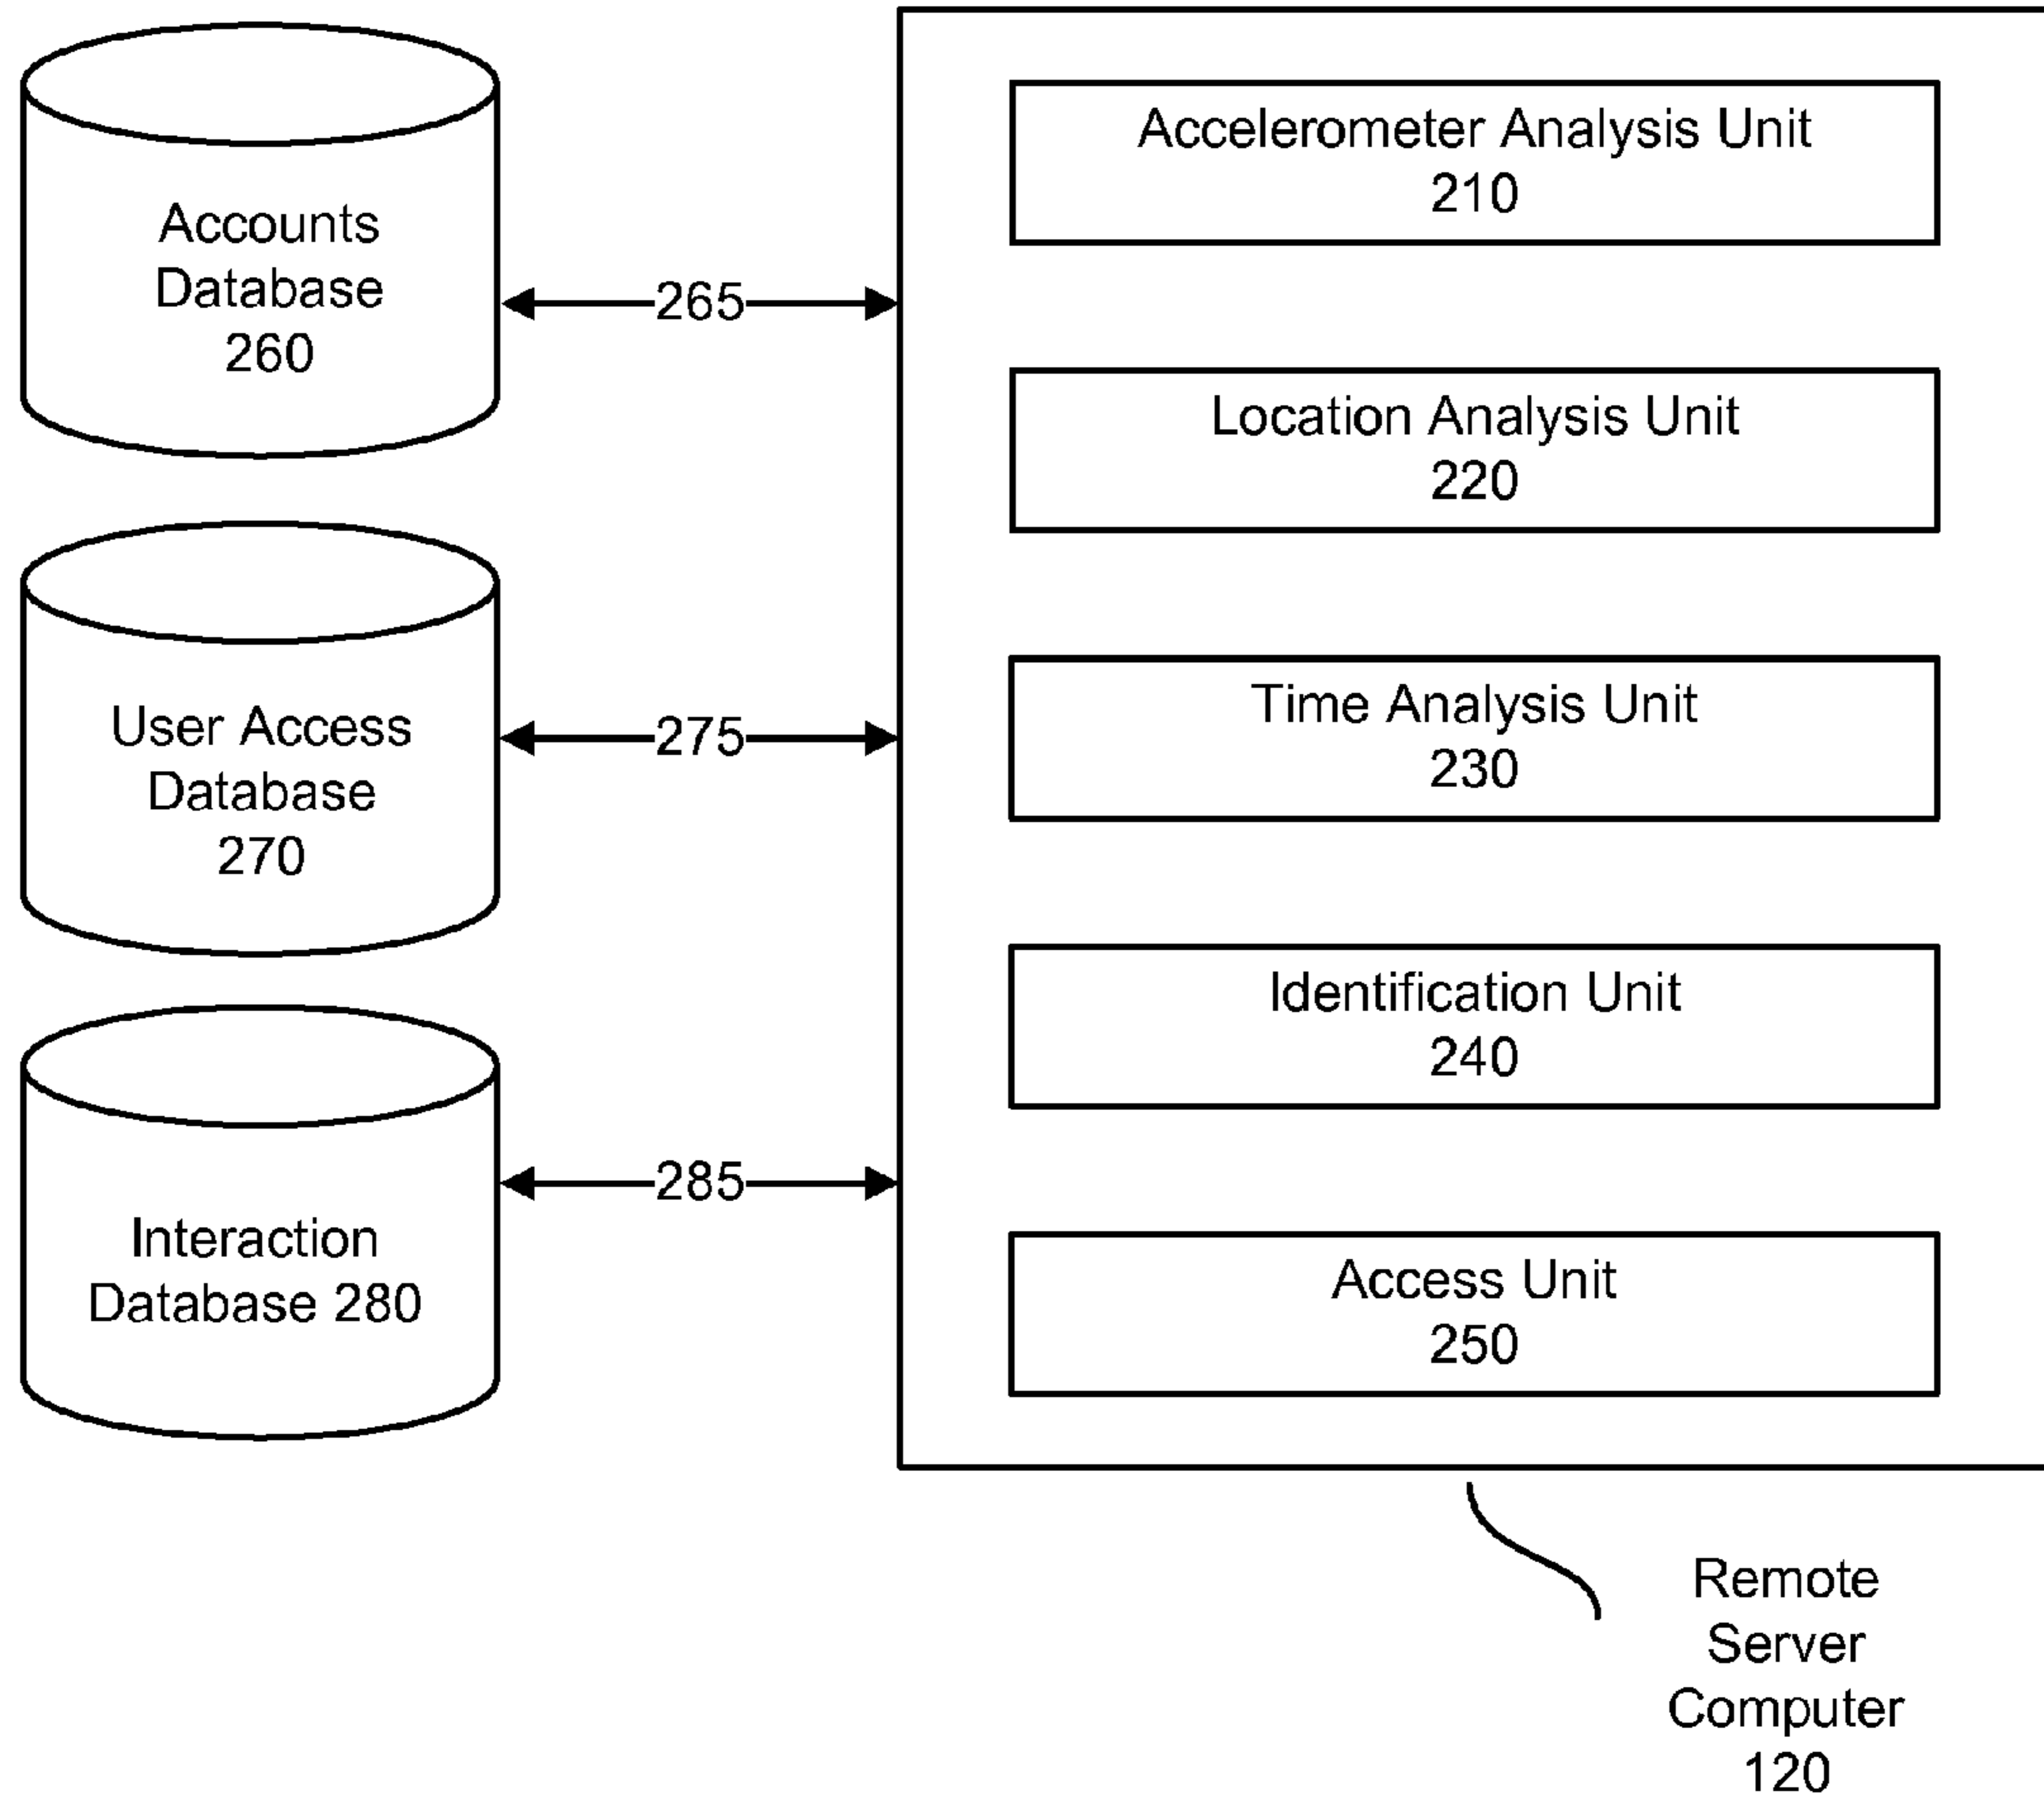 Accounts
Database
260
265
User Access
Database
270
275
Interaction
Database 280
285
Accelerometer Analysis Unit
210
Location Analysis Unit
220
Time Analysis Unit
230
Identification Unit
240
Access Unit
250
Remote
Server
Computer
120